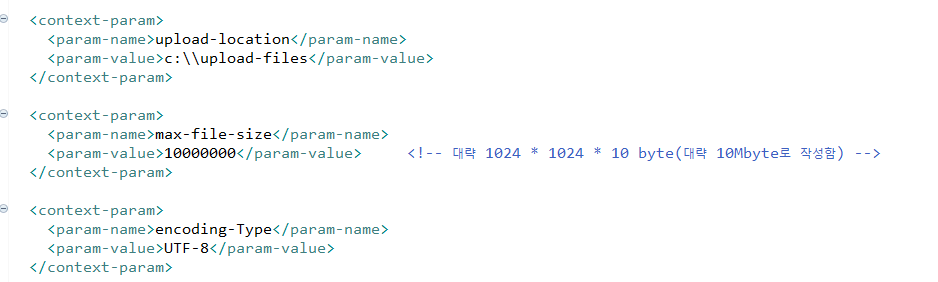 <context-param>
<param-name>upload-location</param-name>
<param-value>c:\\upload-files</param-value>
</context-param>
<context-param>
<param-name>max-file-size</param-name>
<param-value>10000000</param-value> <!-- 대략 1024 * 1024 * 10 byte(대략 10Mbyte로 작성함) -->
</context-param>
<context-param>
<param-name>encoding-Type</param-name>
<param-value>UTF-8</param-value>
</context-param>